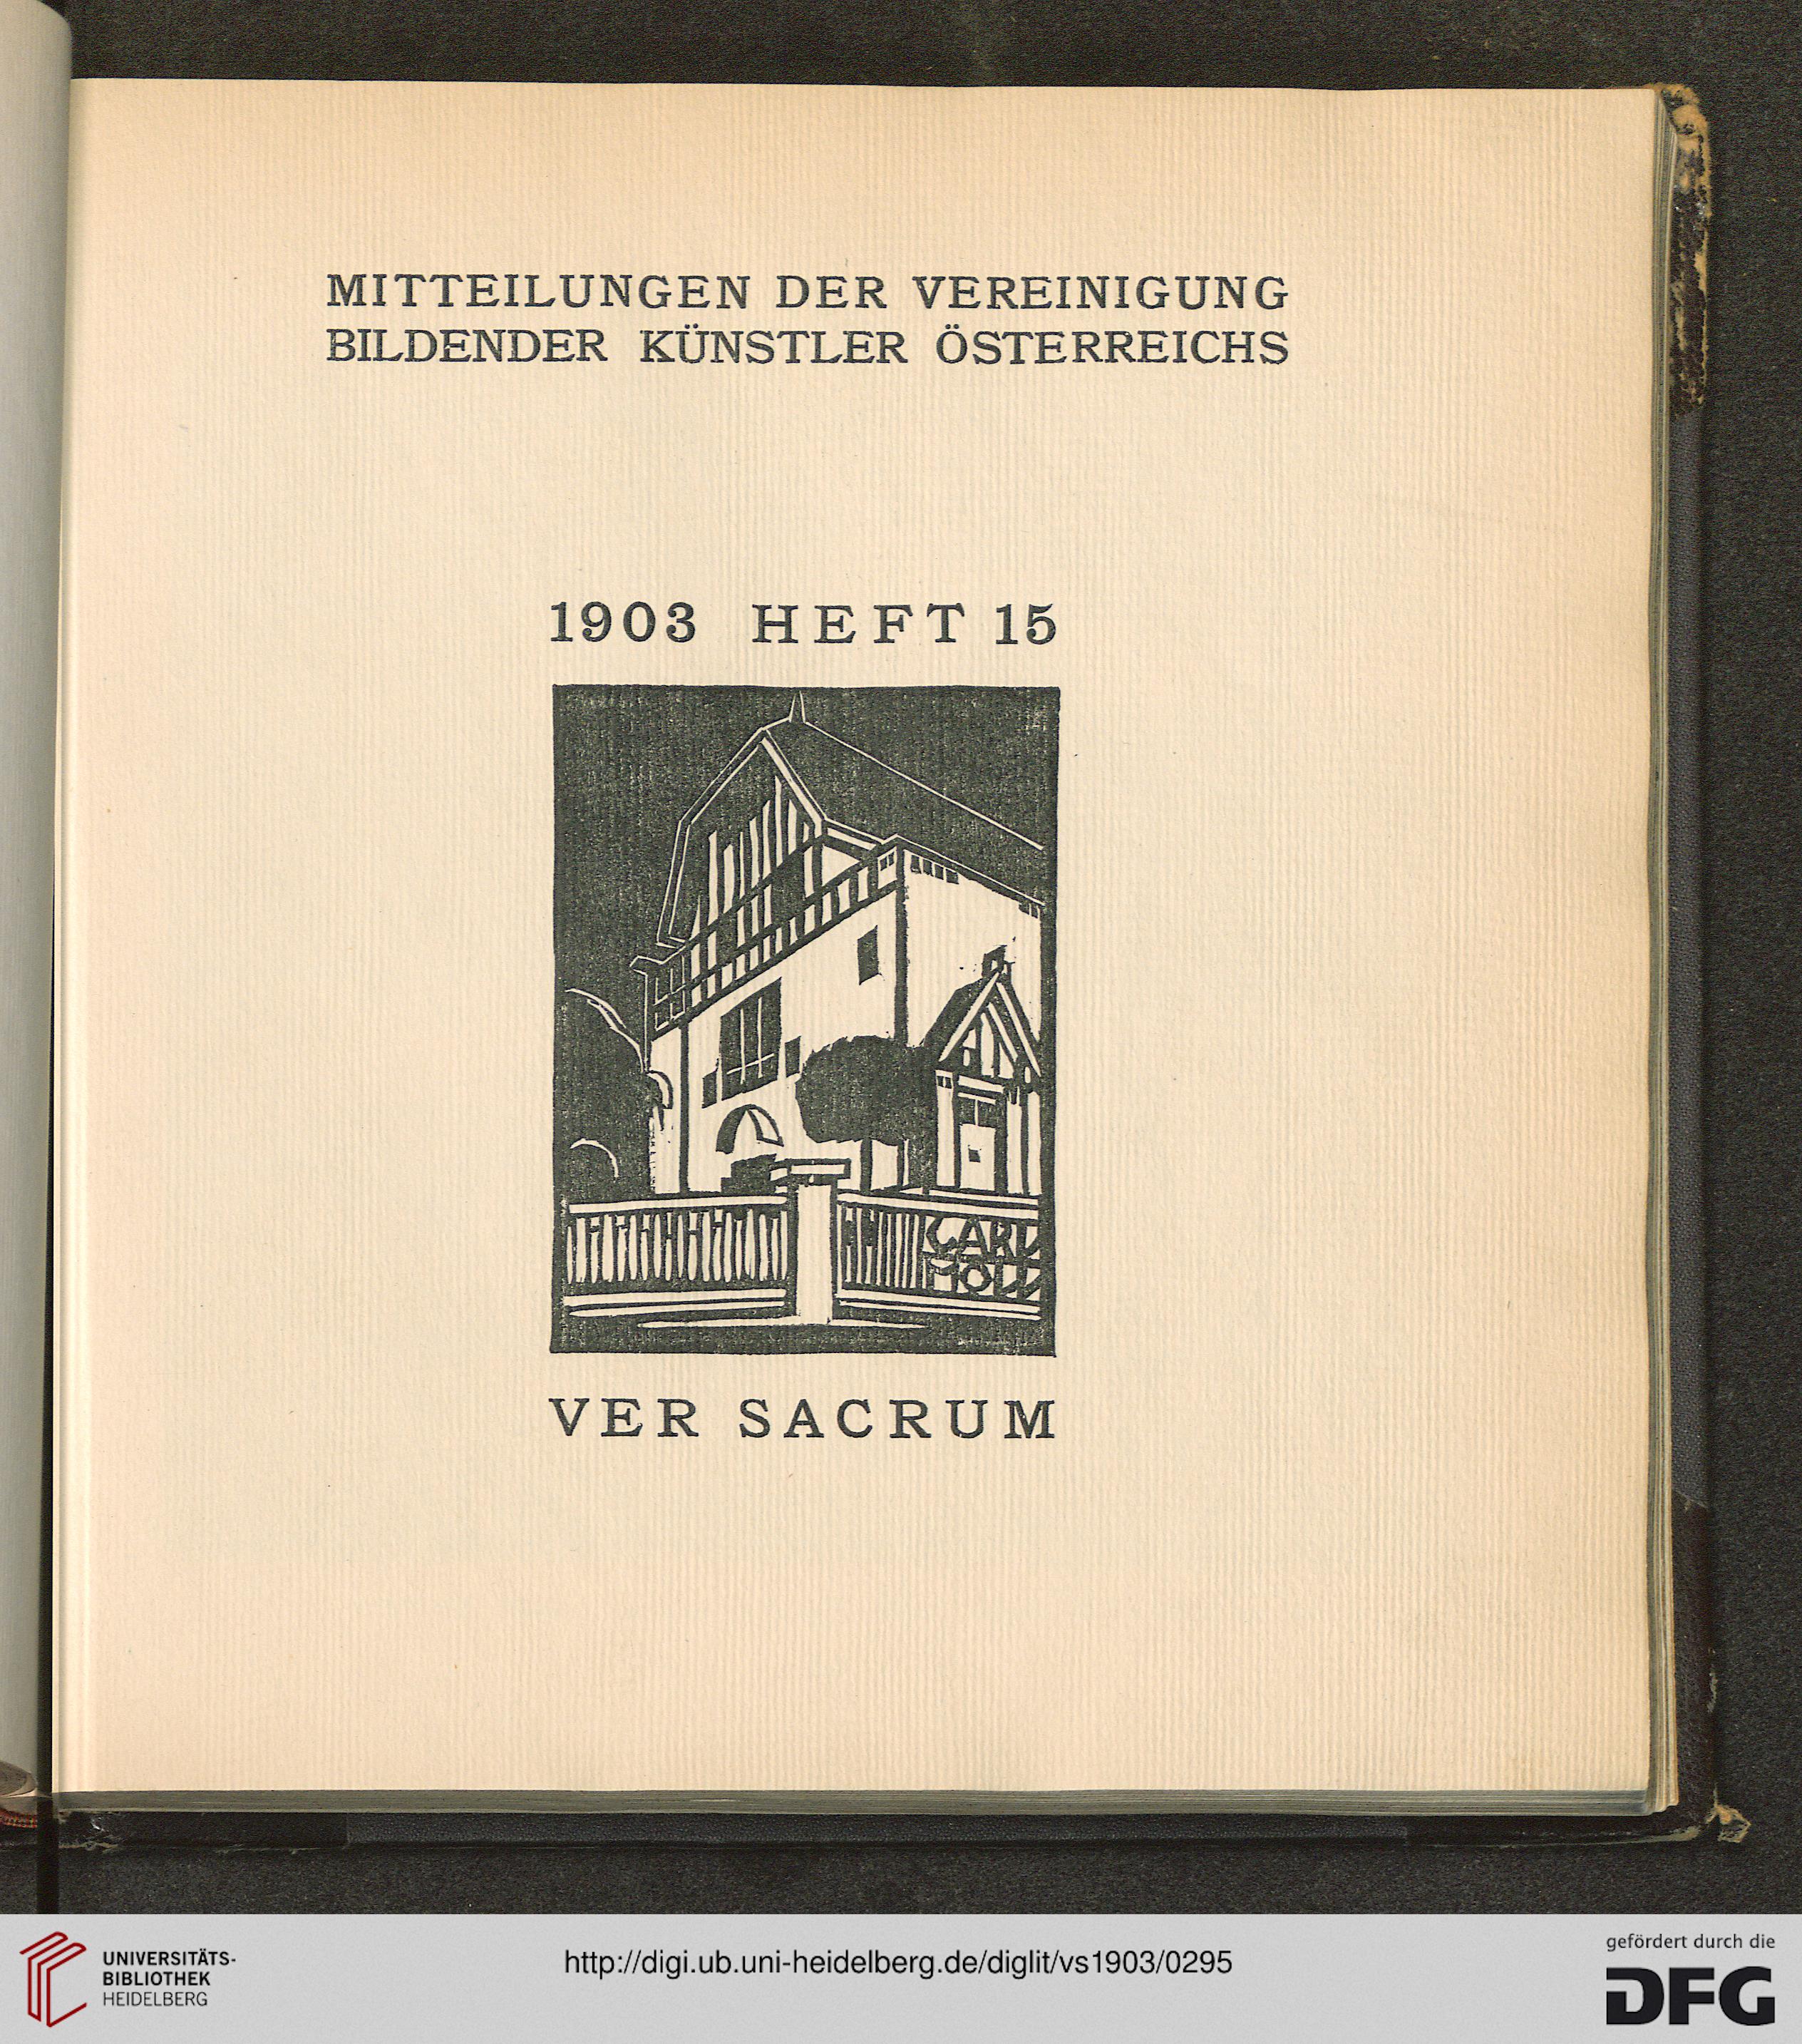 MITTEILUNGEN DER VEREINIGUNG
BILDENDER KÜNSTLER ÖSTERREICHS
1903 HEFT 15
CARL
MOLL
VER SACRUM
UNIVERSITÄTS-
BIBLIOTHEK
HEIDELBERG
http://digi.ub.uni-heidelberg.de/diglit/vs1903/0295
gefördert durch die
DFG